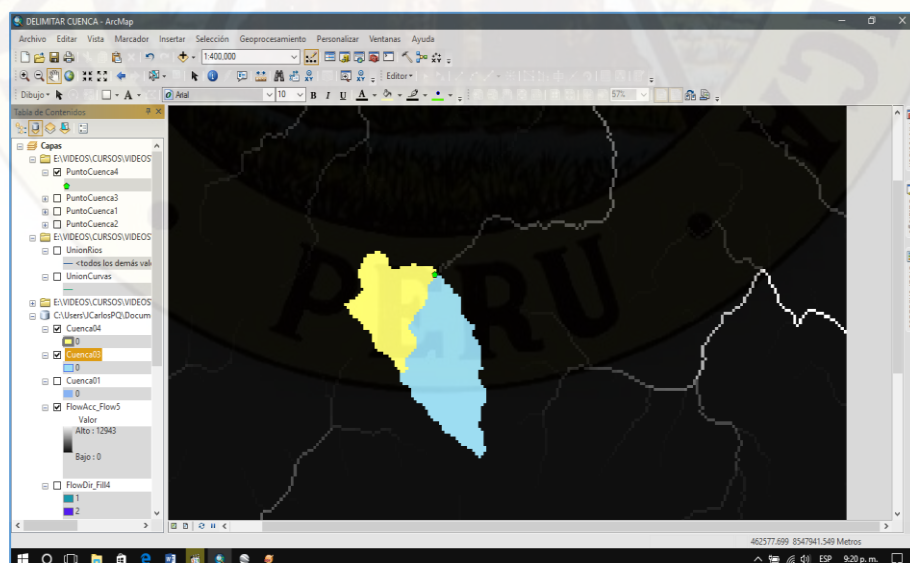 DELIMITAR CUENCA - ArcMap
Archivo Editar Vista Marcador Insertar Selección Geoprocesamiento Personalizar Ventanas Ayuda
1:400,000
Editor
Dibujo A Arial 10 B I U A 57%
Tabla de Contenidos
Capas
E:\VIDEOS\CURSOS\VIDEOS
PuntoCuenca4
PuntoCuenca3
PuntoCuenca1
PuntoCuenca2
E:\VIDEOS\CURSOS\VIDEOS
UnionRios
<todos los demás val
UnionCurvas
E:\VIDEOS\CURSOS\VIDEOS
C:\Users\JCarlosPQ\Docum
Cuenca04
0
Cuenca03
0
Cuenca01
0
FlowAcc_Flow5
Valor
Alto : 12943
Bajo : 0
FlowDir_Fill4
1
2
PERU
462577.699 8547941.549 Metros
ESP 9:20 p. m.